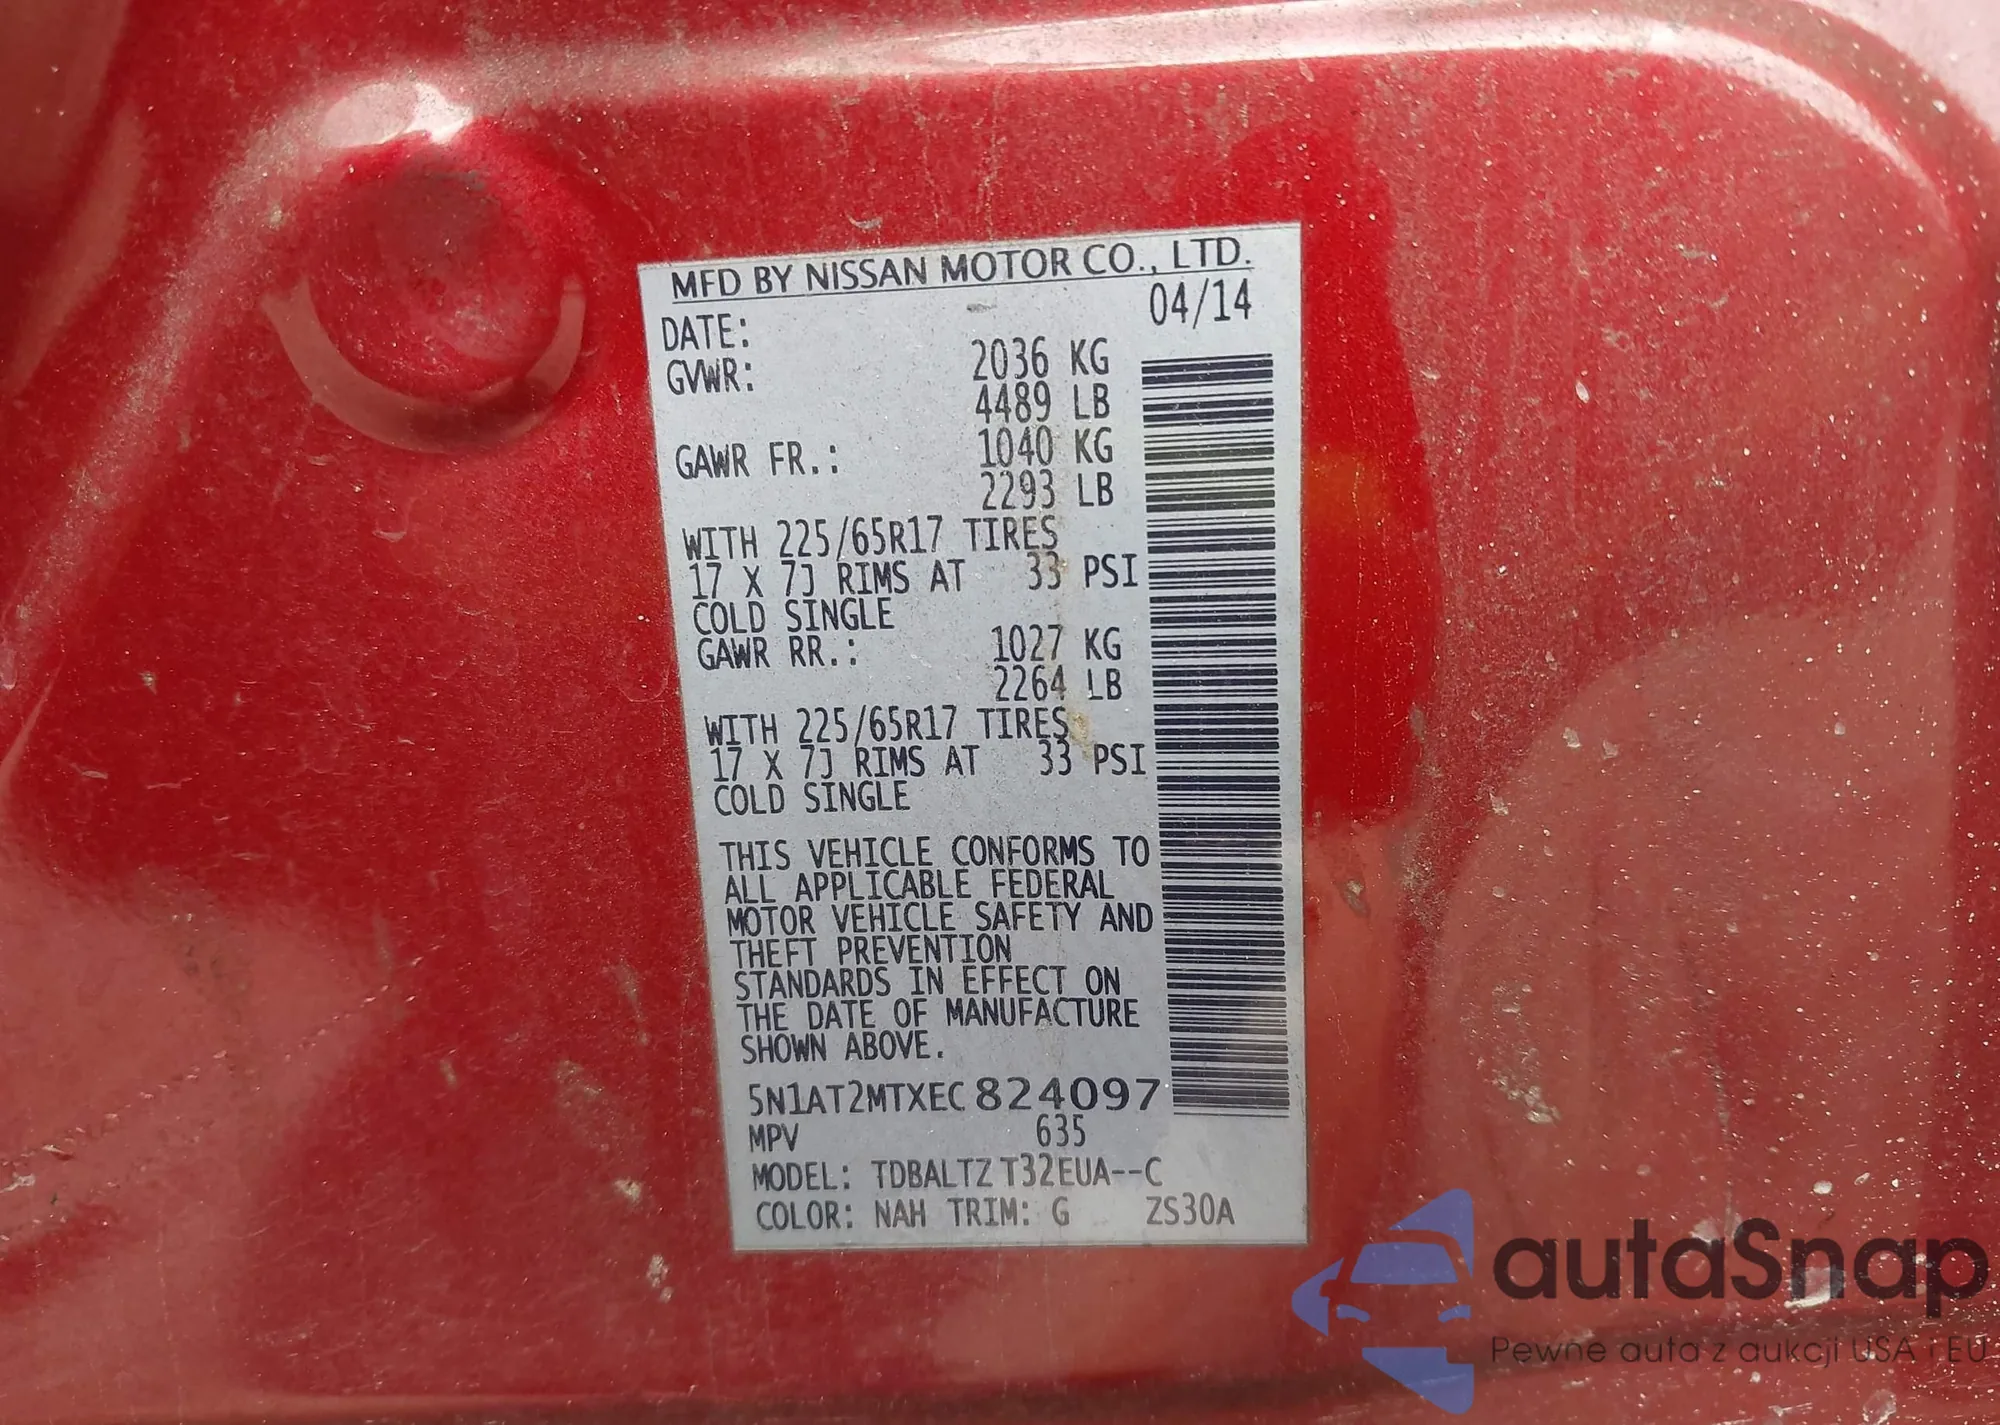 MFD BY NISSAN MOTOR CO., LTD.
DATE: 04/14
GVWR: 2036 KG
4489 LB
GAWR FR.: 1040 KG
2293 LB
WITH 225/65R17 TIRES
17 X 7J RIMS AT 33 PSI
COLD SINGLE
GAWR RR.: 1027 KG
2264 LB
WITH 225/65R17 TIRES
17 X 7J RIMS AT 33 PSI
COLD SINGLE
THIS VEHICLE CONFORMS TO
ALL APPLICABLE FEDERAL
MOTOR VEHICLE SAFETY AND
THEFT PREVENTION
STANDARDS IN EFFECT ON
THE DATE OF MANUFACTURE
SHOWN ABOVE.
5N1AT2MTXEC824097
MPV 635
MODEL: TDBALTZ T32EUA--C
COLOR: NAH TRIM: G ZS30A
autaSnap
Pewne auta z aukcji USA i EU